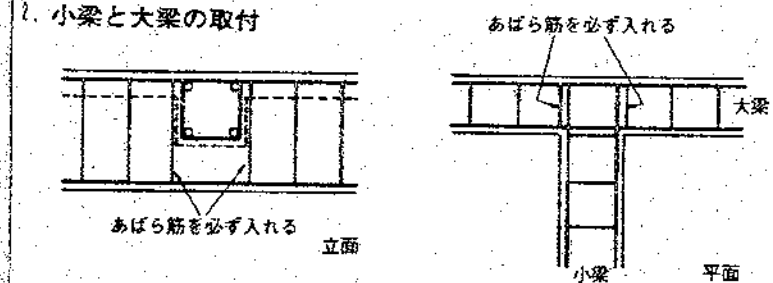 2. 小梁と大梁の取付
あばら筋を必ず入れる
大梁
あばら筋を必ず入れる
立面
小梁
平面